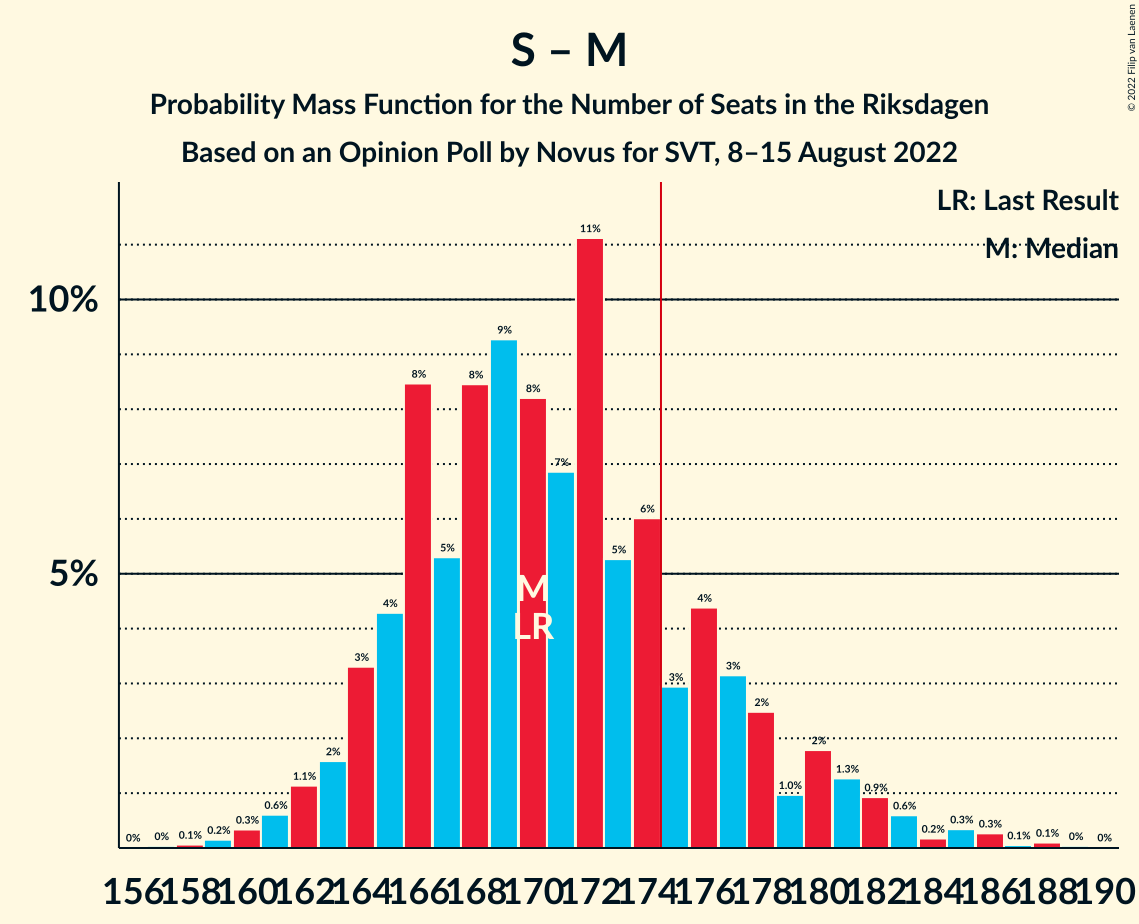 S – M
Probability Mass Function for the Number of Seats in the Riksdagen
Based on an Opinion Poll by Novus for SVT, 8–15 August 2022
© 2022 Filip van Laenen
LR: Last Result
M: Median
10%
5%
0% 0% 0.1% 0.2% 0.3% 0.6% 1.1% 2% 3% 4% 8% 5% 8% 9% 8% 7% 11% 5% 6% 3% 4% 3% 2% 1.0% 2% 1.3% 0.9% 0.6% 0.2% 0.3% 0.3% 0.1% 0.1% 0% 0%
M
LR
156 158 160 162 164 166 168 170 172 174 176 178 180 182 184 186 188 190